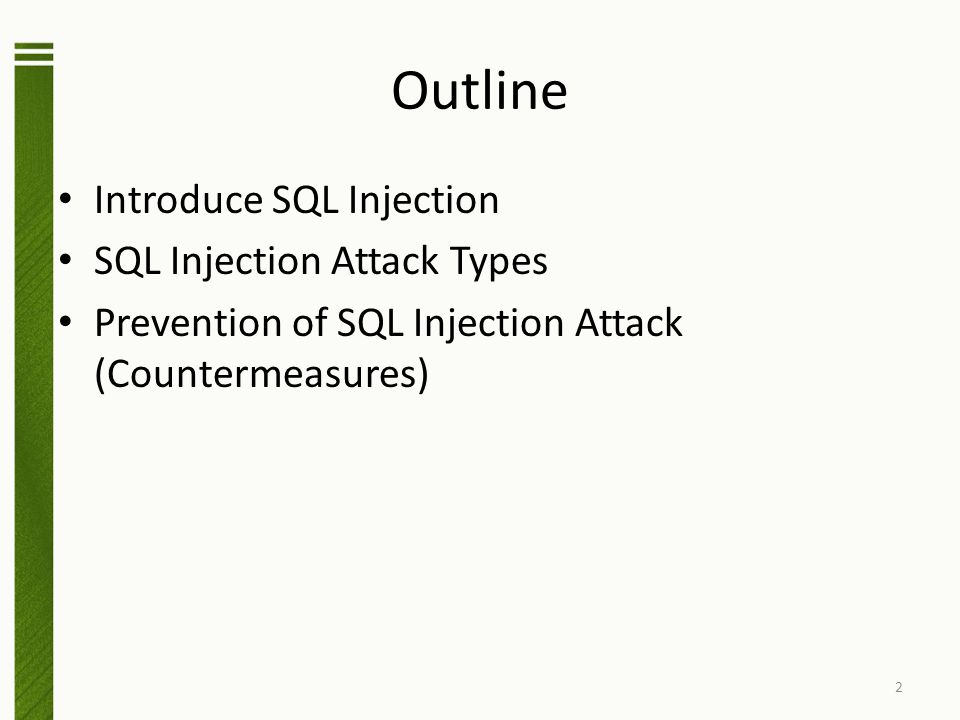 Outline
• Introduce SQL Injection
• SQL Injection Attack Types
• Prevention of SQL Injection Attack
(Countermeasures)
2